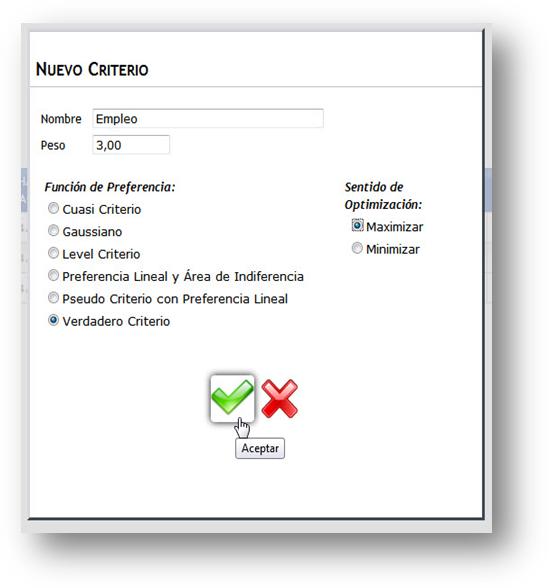 NUEVO CRITERIO
Nombre Empleo
Peso 3,00
Función de Preferencia:
Cuasi Criterio
Gaussiano
Level Criterio
Preferencia Lineal y Área de Indiferencia
Pseudo Criterio con Preferencia Lineal
Verdadero Criterio
Sentido de
Optimización:
Maximizar
Minimizar
Aceptar